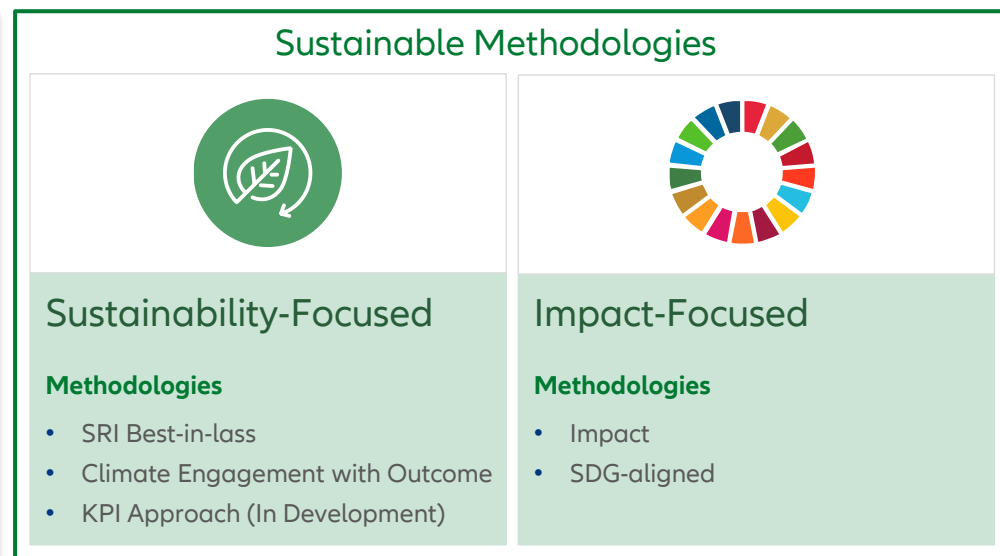 Sustainable Methodologies
Sustainability-Focused
Methodologies
• SRI Best-in-lass
• Climate Engagement with Outcome
• KPI Approach (In Development)
Impact-Focused
Methodologies
• Impact
• SDG-aligned